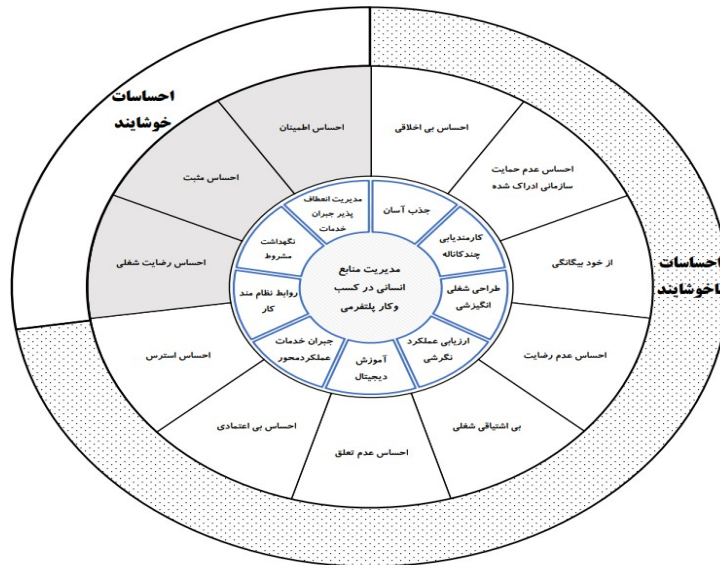 احساسات
خوشایند
احساسات
ناخوشایند
احساس اطمینان
احساس مثبت
احساس رضایت شغلی
احساس بی اخلاقی
احساس عدم حمایت
سازمانی ادراک شده
از خود بیگانگی
احساس عدم رضایت
بی اشتیاقی شغلی
احساس عدم تعلق
احساس بی اعتمادی
احساس استرس
جذب آسان
کارمندیابی
چندکاناله
طراحی شغلی
انگیزشی
ارزیابی عملکرد
نگرشی
آموزش
دیجیتال
جبران خدمات
عملکردمحور
روابط نظام مند
کار
نگهداشت
مشروط
مدیریت انعطاف
پذیر جبران
خدمات
مدیریت منابع
انسانی در کسب
وکار پلتفرمی